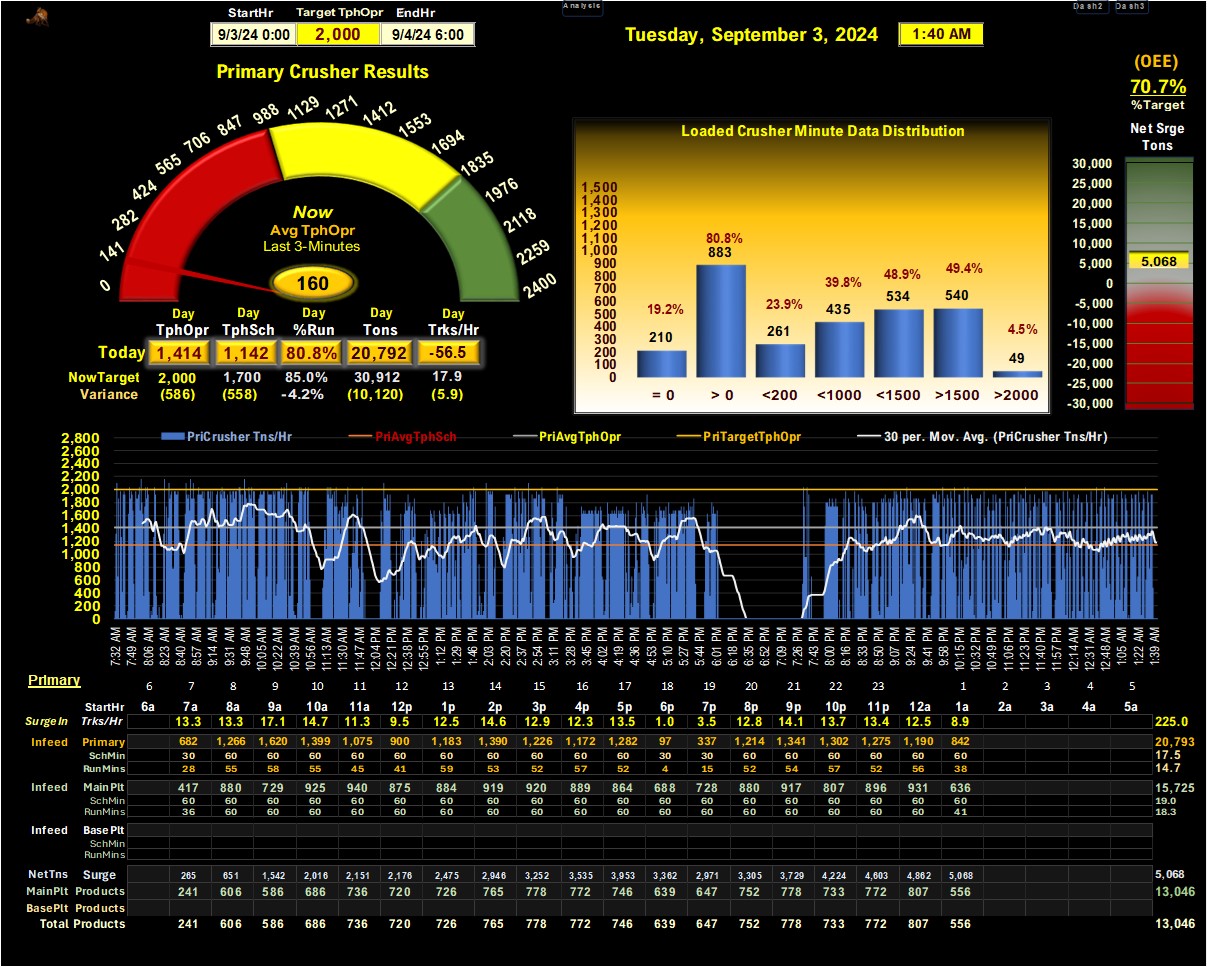 Analysis Dash2 Dash3
StartHr Target TphOpr EndHr
9/3/24 0:00 2,000 9/4/24 6:00
Tuesday, September 3, 2024 1:40 AM
Primary Crusher Results
0
141
282
424
565
706
847
988
1129
1271
1412
1553
1694
1835
1976
2118
2259
2400
Now
Avg TphOpr
Last 3-Minutes
160
Day Day Day Day Day
TphOpr TphSch %Run Tons Trks/Hr
Today 1,414 1,142 80.8% 20,792 -56.5
NowTarget 2,000 1,700 85.0% 30,912 17.9
Variance (586) (558) -4.2% (10,120) (5.9)
Loaded Crusher Minute Data Distribution
1,500
1,400
1,300
1,200
1,100
1,000
900
800
700
600
500
400
300
200
100
0
19.2% 80.8% 23.9% 39.8% 48.9% 49.4% 4.5%
210 883 261 435 534 540 49
= 0 > 0 <200 <1000 <1500 >1500 >2000
(OEE)
70.7%
%Target
Net Srge
Tons
30,000
25,000
20,000
15,000
10,000
5,000
0
-5,000
-10,000
-15,000
-20,000
-25,000
-30,000
5,068
PriCrusher Tns/Hr PriAvgTphSch PriAvgTphOpr PriTargetTphOpr 30 per. Mov. Avg. (PriCrusher Tns/Hr)
2,800
2,600
2,400
2,200
2,000
1,800
1,600
1,400
1,200
1,000
800
600
400
200
0
7:32 AM 7:49 AM 8:06 AM 8:23 AM 8:40 AM 8:57 AM 9:14 AM 9:31 AM 9:48 AM 10:05 AM 10:22 AM 10:39 AM 10:56 AM 11:13 AM 11:30 AM 11:47 AM 12:04 PM 12:21 PM 12:38 PM 12:55 PM 1:12 PM 1:29 PM 1:46 PM 2:03 PM 2:20 PM 2:37 PM 2:54 PM 3:11 PM 3:28 PM 3:45 PM 4:02 PM 4:19 PM 4:36 PM 4:53 PM 5:10 PM 5:27 PM 5:44 PM 6:01 PM 6:18 PM 6:35 PM 6:52 PM 7:09 PM 7:26 PM 7:43 PM 8:00 PM 8:16 PM 8:33 PM 8:50 PM 9:07 PM 9:24 PM 9:41 PM 9:58 PM 10:15 PM 10:32 PM 10:49 PM 11:06 PM 11:23 PM 11:40 PM 11:57 PM 12:14 AM 12:31 AM 12:48 AM 1:05 AM 1:22 AM 1:39 AM
Primary
6 7 8 9 10 11 12 13 14 15 16 17 18 19 20 21 22 23 1 2 3 4 5
StartHr 6a 7a 8a 9a 10a 11a 12p 1p 2p 3p 4p 5p 6p 7p 8p 9p 10p 11p 12a 1a 2a 3a 4a 5a
SurgeIn Trks/Hr 13.3 13.3 17.1 14.7 11.3 9.5 12.5 14.6 12.9 12.3 13.5 1.0 3.5 12.8 14.1 13.7 13.4 12.5 8.9 225.0
Infeed Primary 682 1,266 1,620 1,399 1,075 900 1,183 1,390 1,226 1,172 1,282 97 337 1,214 1,341 1,302 1,275 1,190 842 20,793
SchMin 30 60 60 60 60 60 60 60 60 60 60 30 30 60 60 60 60 60 60 17.5
RunMins 28 55 58 55 45 41 59 53 52 57 52 4 15 52 54 57 52 56 38 14.7
Infeed MainPlt 417 880 729 925 940 875 884 919 920 889 864 688 728 880 917 807 896 931 636 15,725
SchMin 60 60 60 60 60 60 60 60 60 60 60 60 60 60 60 60 60 60 60 19.0
RunMins 36 60 60 60 60 60 60 60 60 60 60 60 60 60 60 60 60 60 41 18.3
Infeed Base Plt
SchMin
RunMins
NetTns Surge 265 651 1,542 2,016 2,151 2,176 2,475 2,946 3,252 3,535 3,953 3,362 2,971 3,305 3,729 4,224 4,603 4,862 5,068 5,068
MainPlt Products 241 606 586 686 736 720 726 765 778 772 746 639 647 752 778 733 772 807 556 13,046
BasePlt Products
Total Products 241 606 586 686 736 720 726 765 778 772 746 639 647 752 778 733 772 807 556 13,046